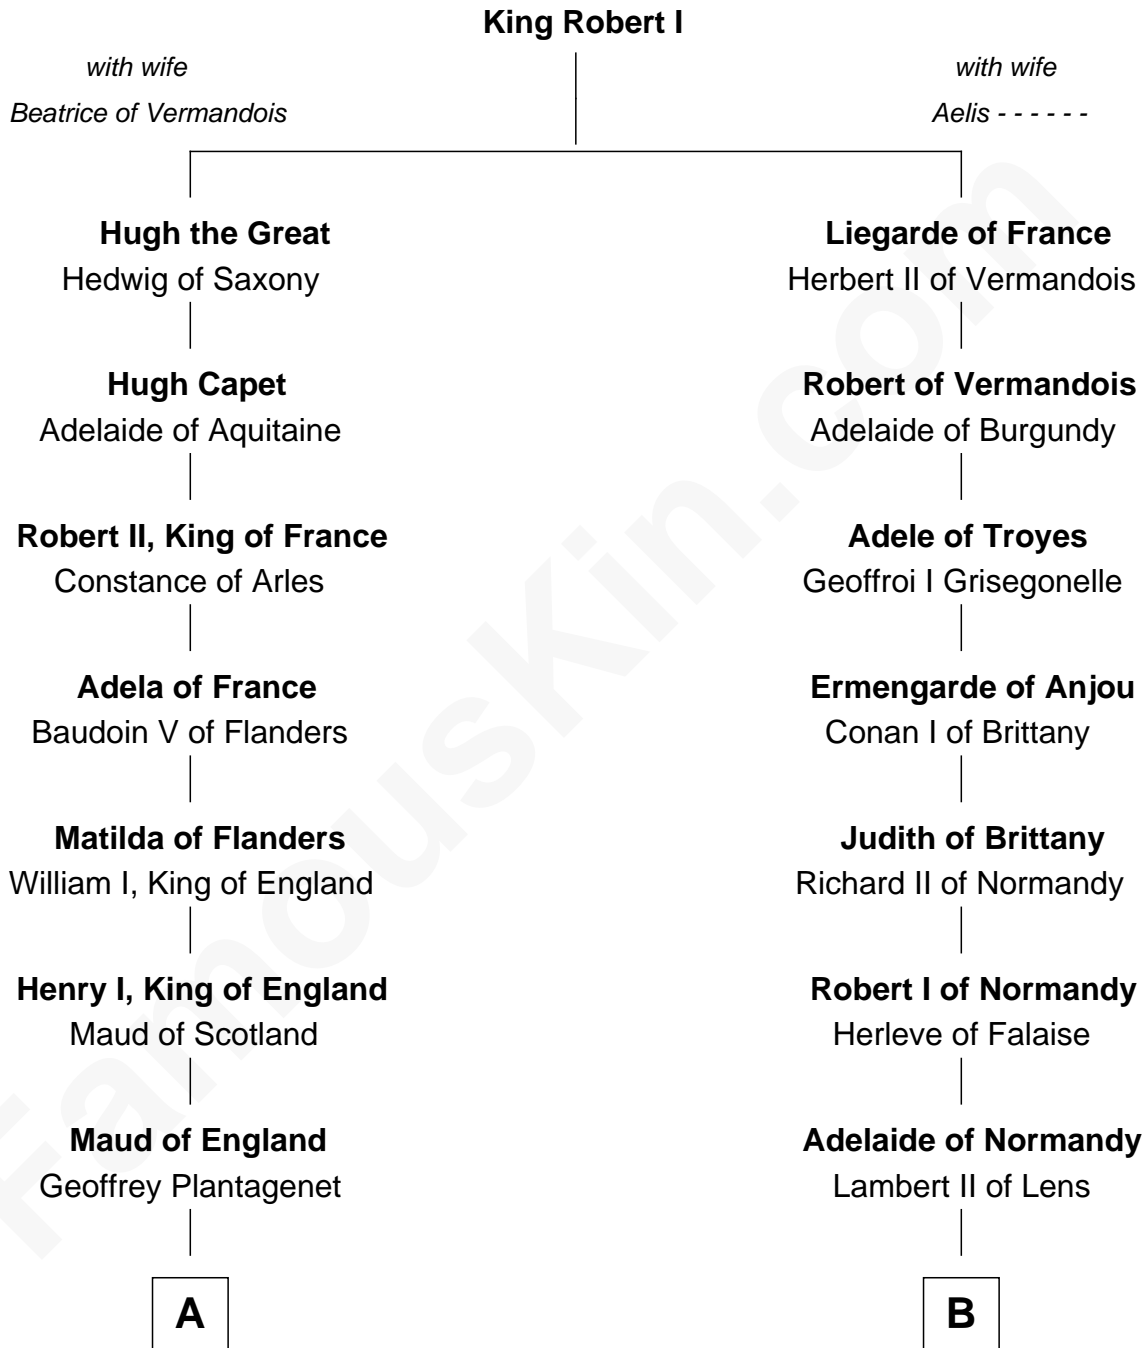 King Robert I
with wife
Beatrice of Vermandois
with wife
Aelis - - - - - -
Hugh the Great
Hedwig of Saxony
Liegarde of France
Herbert II of Vermandois
Hugh Capet
Adelaide of Aquitaine
Robert of Vermandois
Adelaide of Burgundy
Robert II, King of France
Constance of Arles
Adele of Troyes
Geoffroi I Grisegonelle
Adela of France
Baudoin V of Flanders
Ermengarde of Anjou
Conan I of Brittany
Matilda of Flanders
William I, King of England
Judith of Brittany
Richard II of Normandy
Henry I, King of England
Maud of Scotland
Robert I of Normandy
Herleve of Falaise
Maud of England
Geoffrey Plantagenet
Adelaide of Normandy
Lambert II of Lens
A
B
FamousKin.com